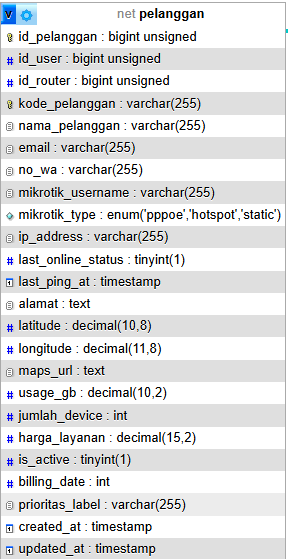 V net pelanggan
id_pelanggan : bigint unsigned
id_user : bigint unsigned
id_router : bigint unsigned
kode_pelanggan : varchar(255)
nama_pelanggan : varchar(255)
email : varchar(255)
no_wa : varchar(255)
mikrotik_username : varchar(255)
mikrotik_type : enum('pppoe','hotspot','static')
ip_address : varchar(255)
last_online_status : tinyint(1)
last_ping_at : timestamp
alamat : text
latitude : decimal(10,8)
longitude : decimal(11,8)
maps_url : text
usage_gb : decimal(10,2)
jumlah_device : int
harga_layanan : decimal(15,2)
is_active : tinyint(1)
billing_date : int
prioritas_label : varchar(255)
created_at : timestamp
updated_at : timestamp